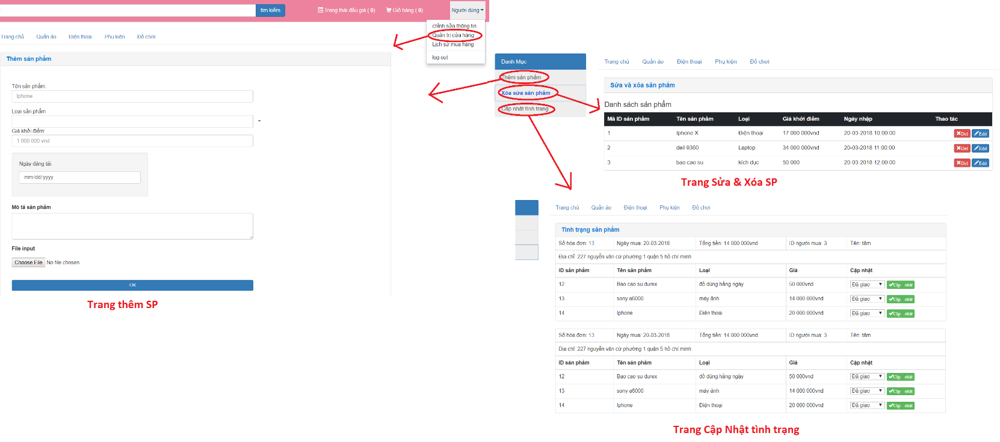 tìm kiếm
Trang thái đấu giá ( 0)
Giỏ hàng ( 0)
Người dùng
chỉnh sửa thông tin
Quản trị cửa hàng
Lịch sử mua hàng
log out
Trang chủ Quần áo Điện thoại Phụ kiện Đồ chơi
Thêm sản phẩm
Tên sản phẩm:
Iphone
Loại sản phẩm
Giá khởi điểm:
1 000 000 vnd
Ngày đăng tải:
mm/dd/yyyy
Mô tả sản phẩm
File input
Choose File No file chosen
OK
Trang thêm SP
Danh Mục
Thêm sản phẩm
Xóa sửa sản phẩm
Cập nhật tình trang
Trang chủ Quần áo Điện thoại Phụ kiện Đồ chơi
Sửa và xóa sản phẩm
Danh sách sản phẩm
Mã ID sản phẩm Tên sản phẩm Loại Giá khởi điểm Ngày nhập Thao tác
1 Iphone X Điện thoại 17 000 000vnd 20-03-2018 10:00:00 Del Edit
2 dell 9360 Laptop 34 000 000vnd 20-03-2018 11:00:00 Del Edit
3 bao cao su kích dục 50 000 20-03-2018 12:00:00 Del Edit
Trang Sửa & Xóa SP
Trang chủ Quần áo Điện thoại Phụ kiện Đồ chơi
Tình trạng sản phẩm
Số hóa đơn: 13 Ngày mua: 20-03-2018 Tổng tiền: 14 000 000vnd ID người mua: 3 Tên: tâm
Địa chỉ: 227 nguyễn văn cừ phường 1 quận 5 hồ chí minh
ID sản phẩm Tên sản phẩm Loại Giá Cập nhật
12 Bao cao su durex đồ dùng hằng ngày 50 000vnd Đã giao Cập nhât
13 sony a6000 máy ảnh 14 000 000vnd Đã giao Cập nhât
14 Iphone Điện thoại 20 000 000vnd Đã giao Cập nhât
Số hóa đơn: 13 Ngày mua: 20-03-2018 Tổng tiền: 14 000 000vnd ID người mua: 3 Tên: tâm
Địa chỉ: 227 nguyễn văn cừ phường 1 quận 5 hồ chí minh
ID sản phẩm Tên sản phẩm Loại Giá Cập nhật
12 Bao cao su durex đồ dùng hằng ngày 50 000vnd Đã giao Cập nhât
13 sony a6000 máy ảnh 14 000 000vnd Đã giao Cập nhât
14 Iphone Điện thoại 20 000 000vnd Đã giao Cập nhât
Trang Cập Nhật tình trạng